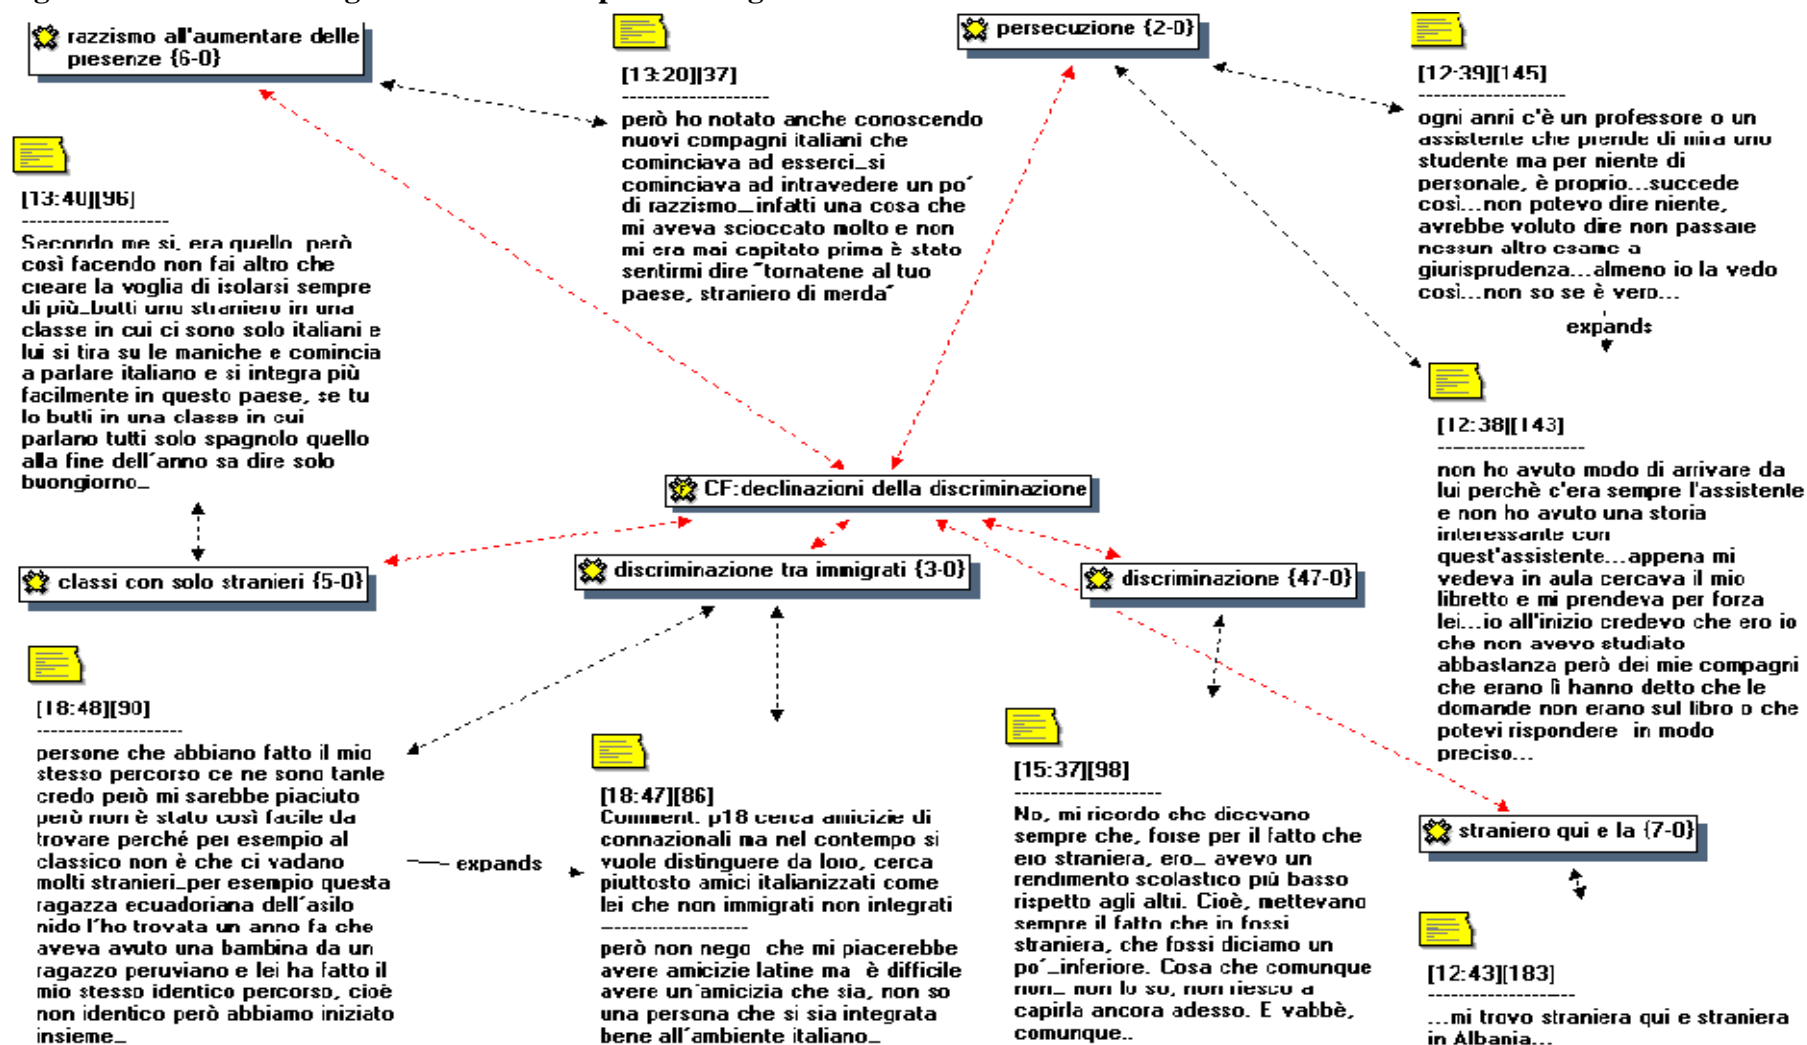 razzismo all'aumentare delle
presenze {6-0}
[13:20][37]
però ho notato anche conoscendo
nuovi compagni italiani che
cominciava ad esserci_si
cominciava ad intravedere un po´
di razzismo_infatti una cosa che
mi aveva scioccato molto e non
mi era mai capitato prima è stato
sentirmi dire ˝tornatene al tuo
paese, straniero di merda˝
persecuzione {2-0}
[12:39][145]
ogni anni c'è un professore o un
assistente che prende di mira uno
studente ma per niente di
personale, è proprio...succede
così...non potevo dire niente,
avrebbe voluto dire non passare
nessun altro esame a
giurisprudenza...almeno io la vedo
così...non so se è vero...
expands
[12:38][143]
non ho avuto modo di arrivare da
lui perchè c'era sempre l'assistente
e non ho avuto una storia
interessante con
quest'assistente...appena mi
vedeva in aula cercava il mio
libretto e mi prendeva per forza
lei...io all'inizio credevo che ero io
che non avevo studiato
abbastanza però dei mie compagni
che erano lì hanno detto che le
domande non erano sul libro o che
potevi rispondere in modo
preciso...
[13:40][96]
Secondo me si, era quello però
così facendo non fai altro che
creare la voglia di isolarsi sempre
di più_butti uno straniero in una
classe in cui ci sono solo italiani e
lui si tira su le maniche e comincia
a parlare italiano e si integra più
facilmente in questo paese, se tu
lo butti in una classe in cui
parlano tutti solo spagnolo quello
alla fine dell´anno sa dire solo
buongiorno_
CF:declinazioni della discriminazione
classi con solo stranieri {5-0}
discriminazione tra immigrati {3-0}
discriminazione {47-0}
[18:48][90]
persone che abbiano fatto il mio
stesso percorso ce ne sono tante
credo però mi sarebbe piaciuto
però non è stato così facile da
trovare perché per esempio al
classico non è che ci vadano
molti stranieri_per esempio questa
ragazza ecuadoriana dell´asilo
nido l´ho trovata un anno fa che
aveva avuto una bambina da un
ragazzo peruviano e lei ha fatto il
mio stesso identico percorso, cioè
non identico però abbiamo iniziato
insieme_
expands
[18:47][86]
Comment: p18 cerca amicizie di
connazionali ma nel contempo si
vuole distinguere da loro, cerca
piuttosto amici italianizzati come
lei che non immigrati non integrati
però non nego che mi piacerebbe
avere amicizie latine ma è difficile
avere un´amicizia che sia, non so
una persona che si sia integrata
bene all´ambiente italiano_
[15:37][98]
No, mi ricordo che dicevano
sempre che, forse per il fatto che
ero straniera, ero_ avevo un
rendimento scolastico più basso
rispetto agli altri. Cioè, mettevano
sempre il fatto che io fossi
straniera, che fossi diciamo un
po´_inferiore. Cosa che comunque
non_ non lo so, non riesco a
capirla ancora adesso. E vabbè,
comunque..
straniero qui e la {7-0}
[12:43][183]
...mi trovo straniera qui e straniera
in Albania...